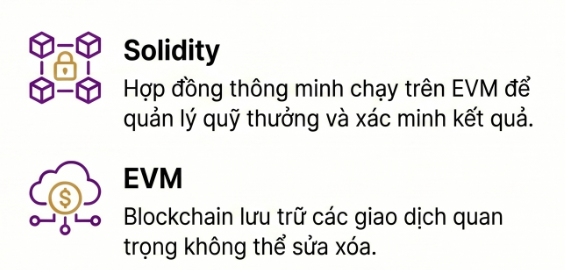 Solidity
Hợp đồng thông minh chạy trên EVM để
quản lý quỹ thưởng và xác minh kết quả.
$
EVM
Blockchain lưu trữ các giao dịch quan
trọng không thể sửa xóa.